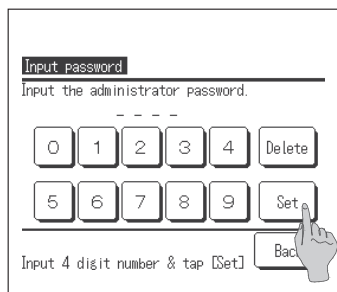 Input password
Input the administrator password.
_ _ _ _
0 1 2 3 4 Delete
5 6 7 8 9 Set
Input 4 digit number & tap [Set]